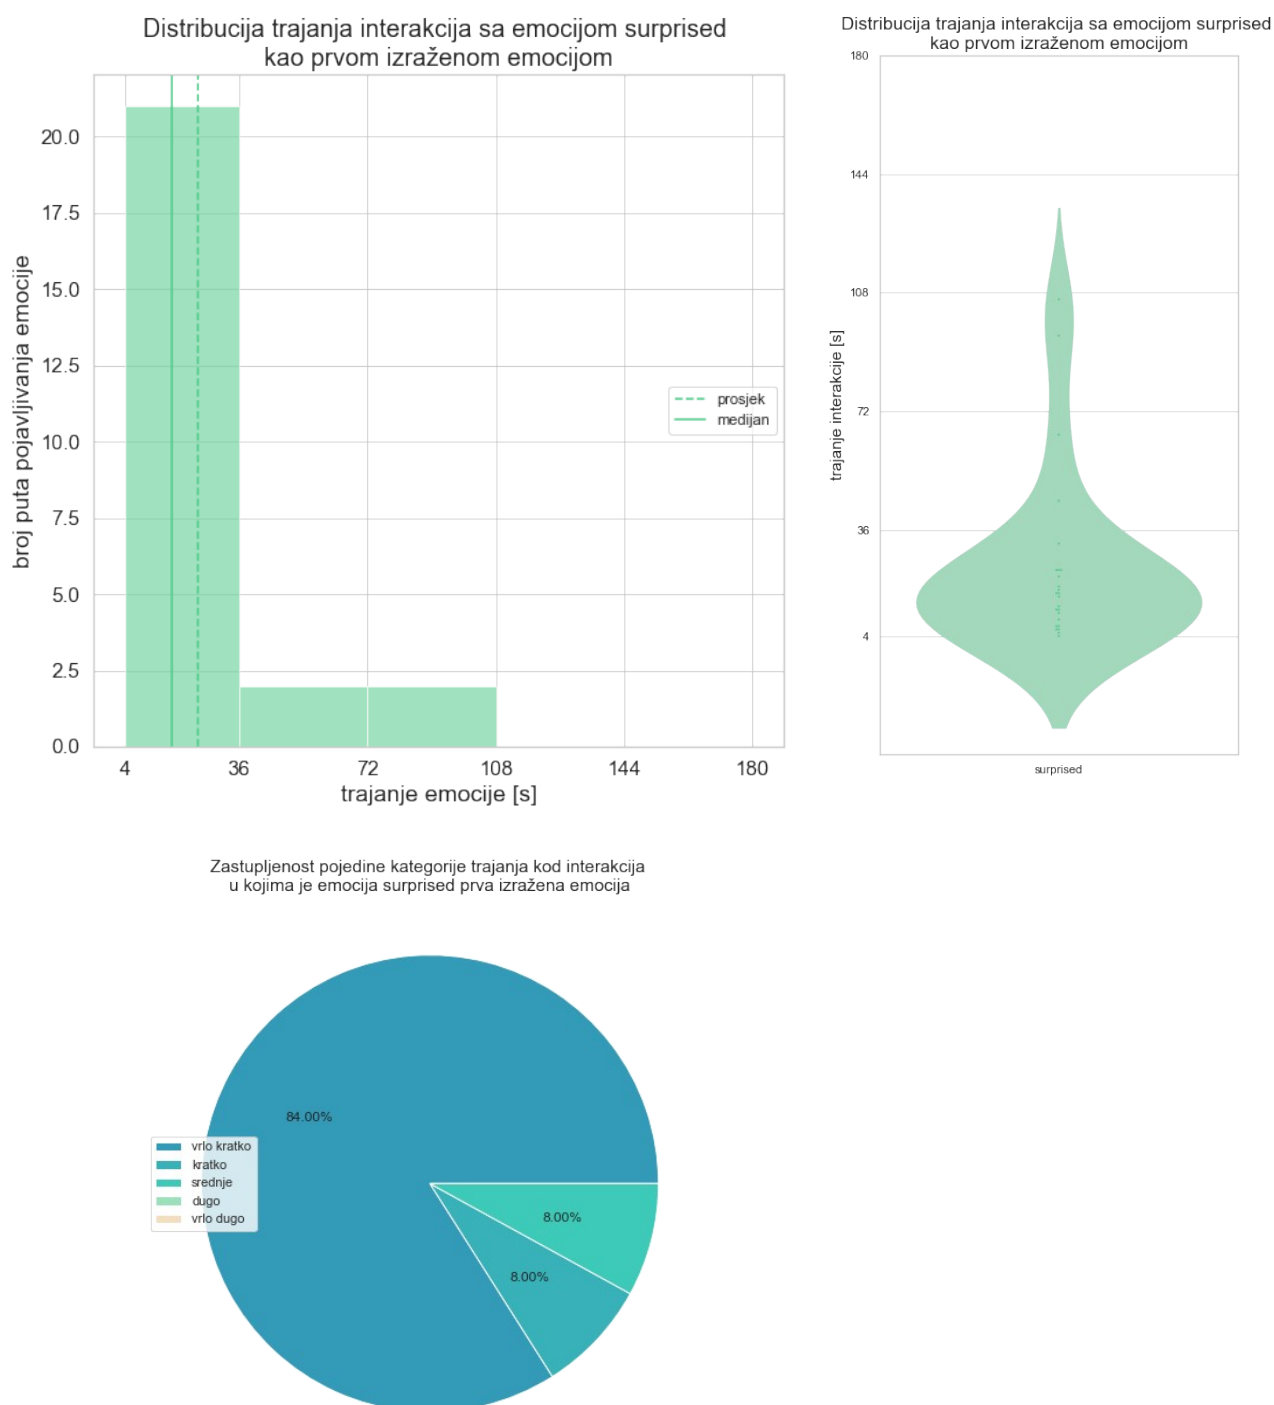 Distribucija trajanja interakcija sa emocijom surprised
kao prvom izraženom emocijom
20.0
17.5
15.0
12.5
10.0
7.5
5.0
2.5
0.0
broj puta pojavljivanja emocije
prosjek
medijan
4 36 72 108 144 180
trajanje emocije [s]
Distribucija trajanja interakcija sa emocijom surprised
kao prvom izraženom emocijom
180
144
108
72
36
4
trajanje interakcije [s]
surprised
Zastupljenost pojedine kategorije trajanja kod interakcija
u kojima je emocija surprised prva izražena emocija
84.00%
vrlo kratko
kratko
srednje
dugo
vrlo dugo
8.00%
8.00%